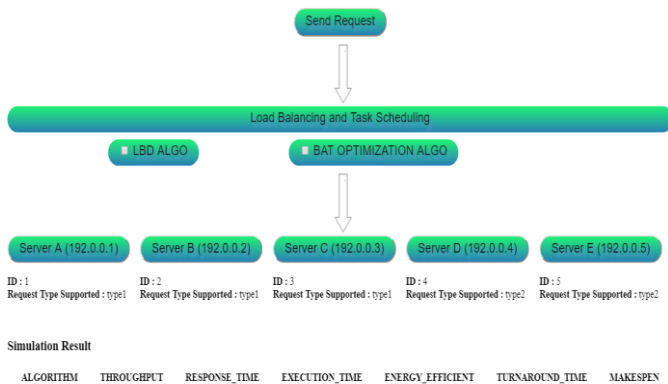 Send Request
Load Balancing and Task Scheduling
LBD ALGO BAT OPTIMIZATION ALGO
Server A (192.0.0.1) Server B (192.0.0.2) Server C (192.0.0.3) Server D (192.0.0.4) Server E (192.0.0.5)
ID : 1 ID : 2 ID : 3 ID : 4 ID : 5
Request Type Supported : type1 Request Type Supported : type1 Request Type Supported : type1 Request Type Supported : type2 Request Type Supported : type2
Simulation Result
ALGORITHM THROUGHPUT RESPONSE_TIME EXECUTION_TIME ENERGY_EFFICIENT TURNAROUND_TIME MAKESPEN